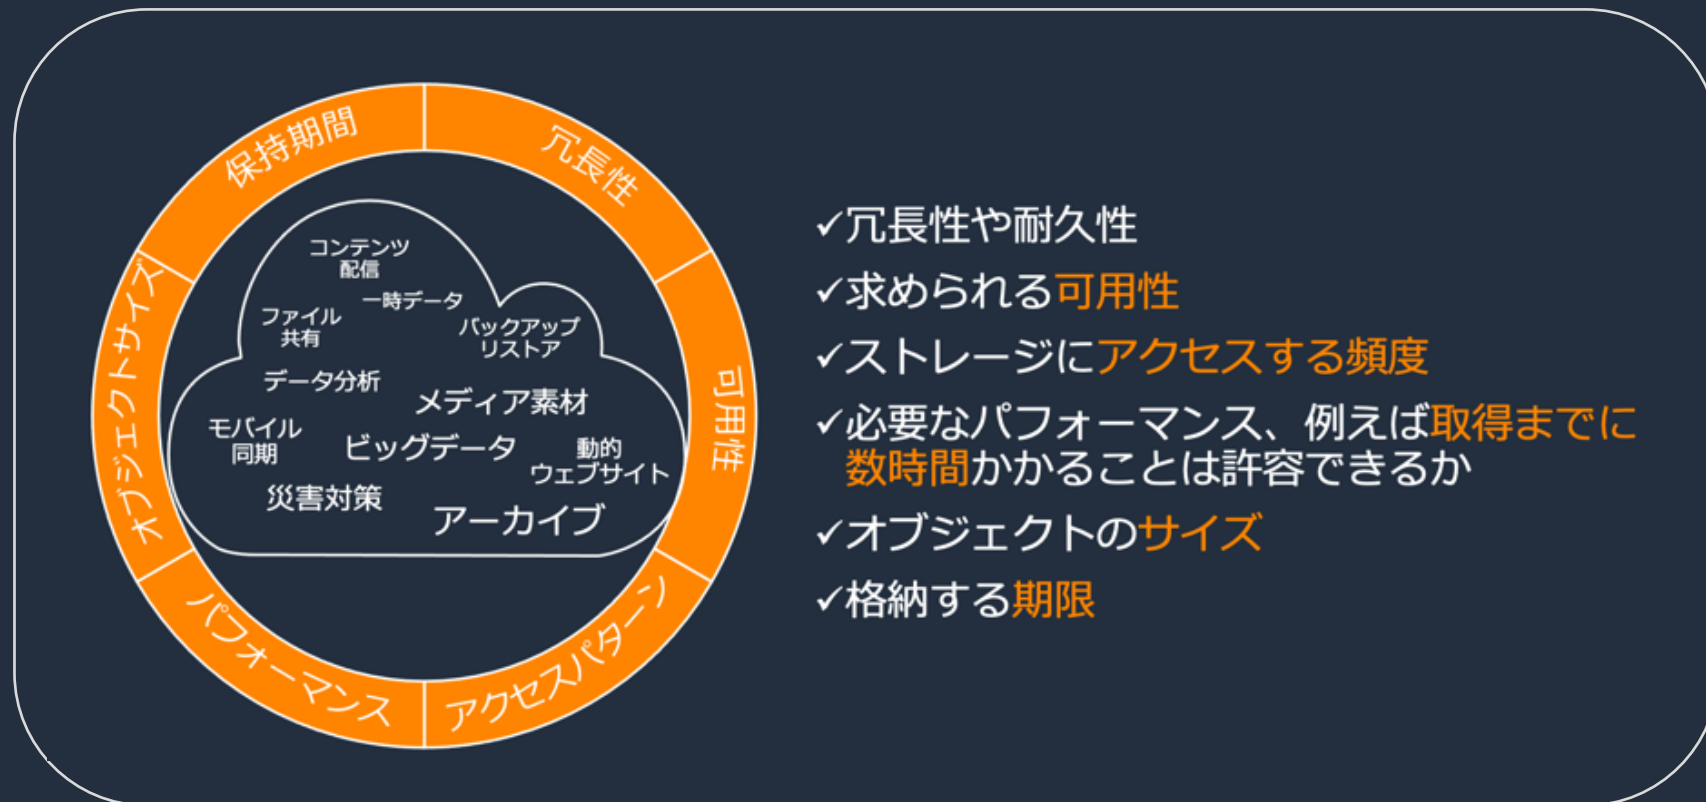 保持期間
冗長性
可用性
アクセスパターン
パフォーマンス
オブジェクトサイズ
コンテンツ
配信
一時データ
ファイル
共有
バックアップ
リストア
データ分析
メディア素材
モバイル
同期
ビッグデータ
動的
ウェブサイト
災害対策
アーカイブ
✓冗長性や耐久性
✓求められる可用性
✓ストレージにアクセスする頻度
✓必要なパフォーマンス、例えば取得までに
数時間かかることは許容できるか
✓オブジェクトのサイズ
✓格納する期限